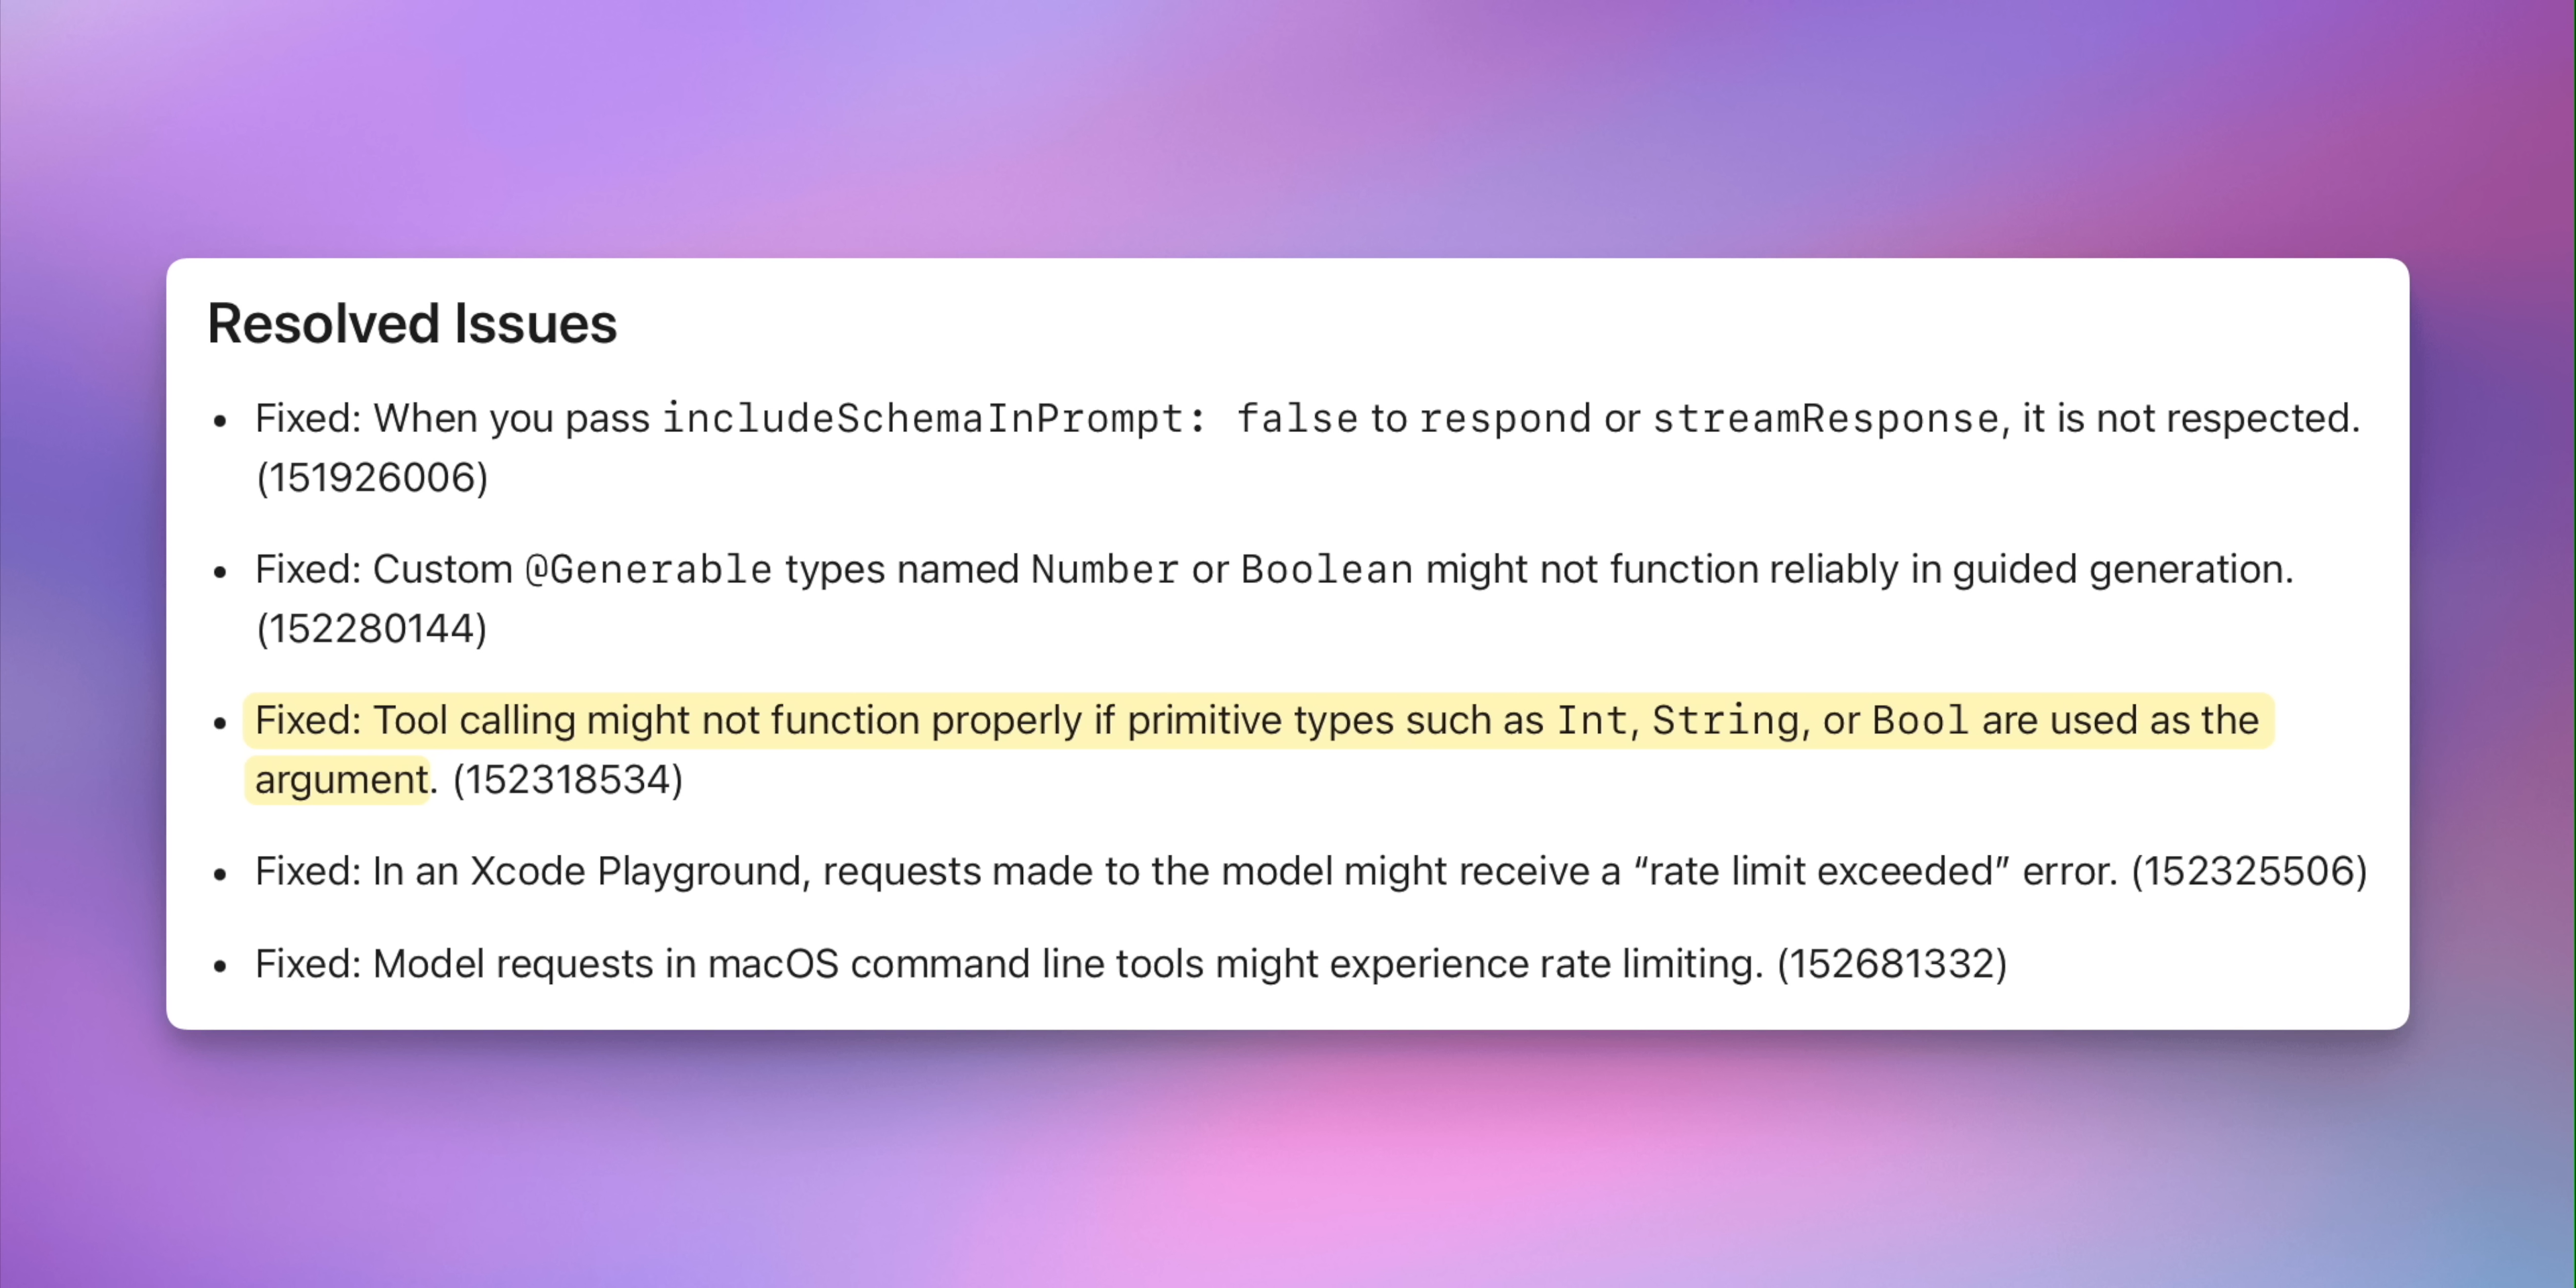 Resolved Issues
• Fixed: When you pass includeSchemaInPrompt: false to respond or streamResponse, it is not respected.
(151926006)
• Fixed: Custom @Generable types named Number or Boolean might not function reliably in guided generation.
(152280144)
• Fixed: Tool calling might not function properly if primitive types such as Int, String, or Bool are used as the
argument. (152318534)
• Fixed: In an Xcode Playground, requests made to the model might receive a “rate limit exceeded” error. (152325506)
• Fixed: Model requests in macOS command line tools might experience rate limiting. (152681332)